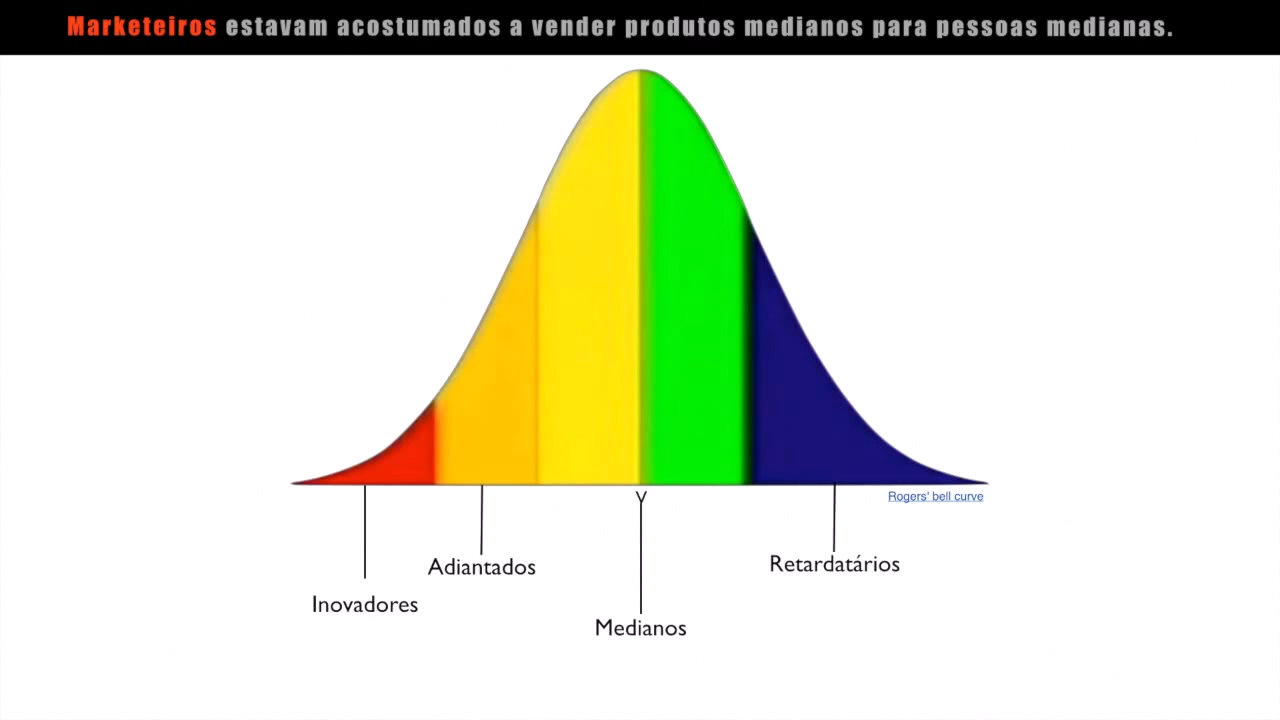 Marketeiros estavam acostumados a vender produtos medianos para pessoas medianas.
Rogers' bell curve
Adiantados
Retardatários
Inovadores
Medianos